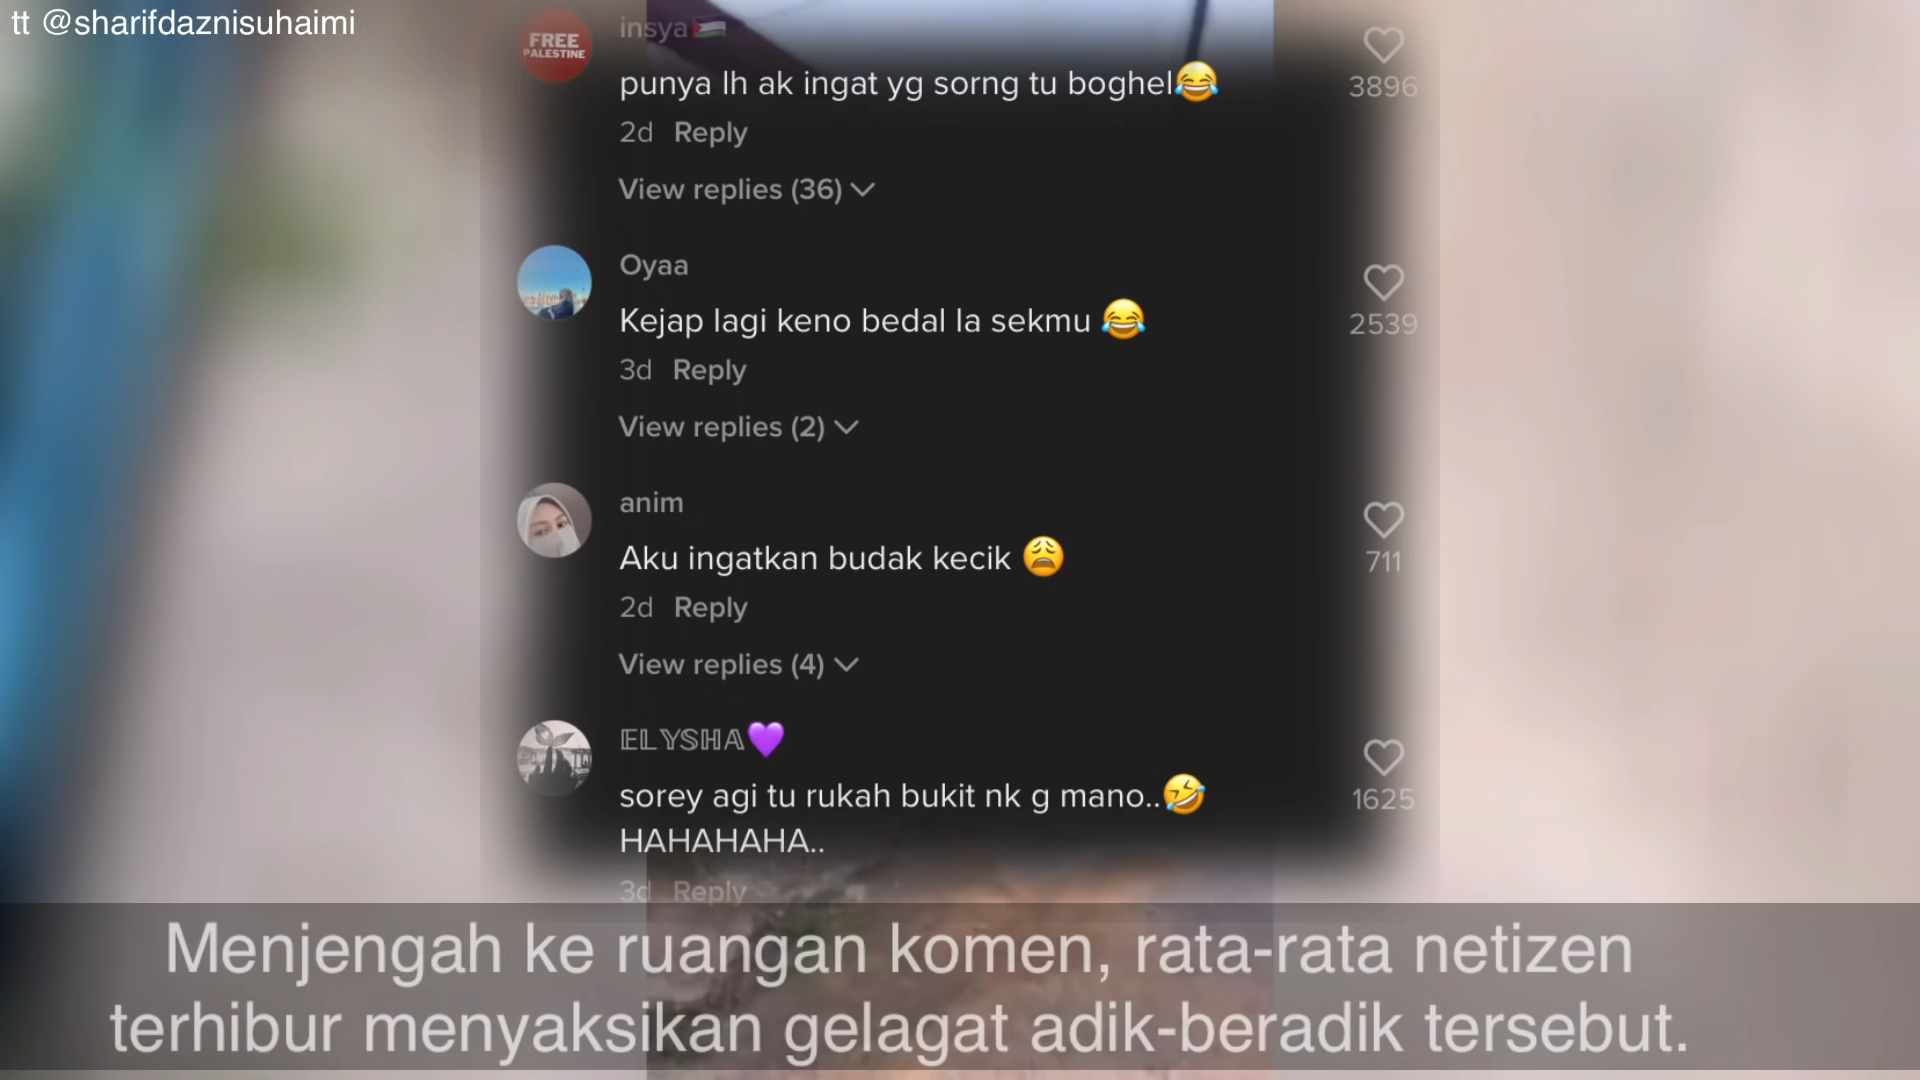 tt @sharifdaznisuhaimi
FREE
PALESTINE
insya🇵🇸
punya lh ak ingat yg sorng tu boghel😂
3896
2d Reply
View replies (36)
Oyaa
Kejap lagi keno bedal la sekmu 😂
2539
3d Reply
View replies (2)
anim
Aku ingatkan budak kecik 😩
711
2d Reply
View replies (4)
𝔼𝕃𝕐𝕊ℍ𝔸💜
sorey agi tu rukah bukit nk g mano..🤣
HAHAHAHA..
1625
3d Reply
Menjengah ke ruangan komen, rata-rata netizen
terhibur menyaksikan gelagat adik-beradik tersebut.